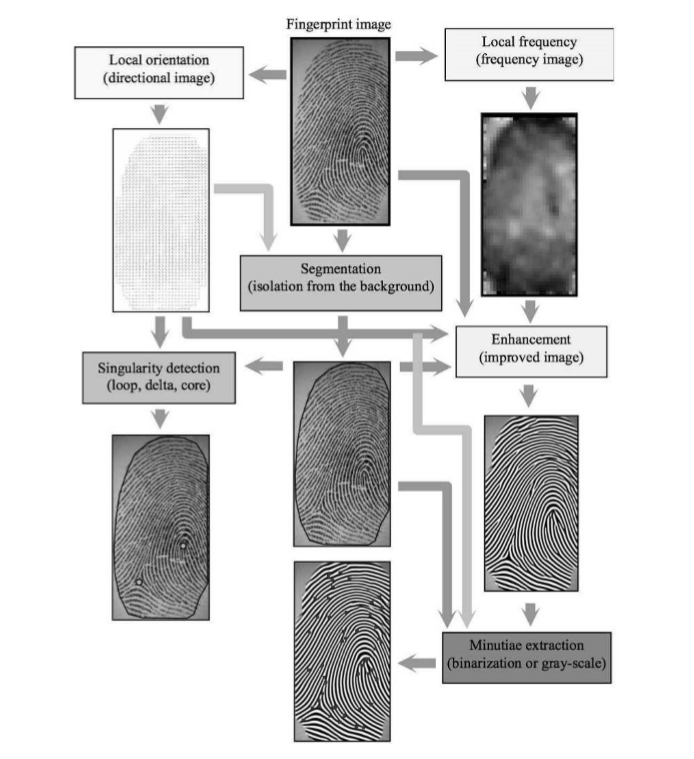 Fingerprint image
Local orientation
(directional image)
Local frequency
(frequency image)
Segmentation
(isolation from the background)
Enhancement
(improved image)
Singularity detection
(loop, delta, core)
Minutiae extraction
(binarization or gray-scale)